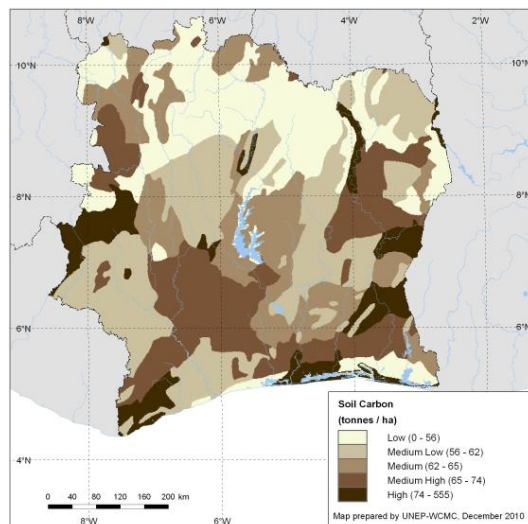 8°W 6°W 4°W 2°W
10°N 10°N
8°N 8°N
6°N 6°N
4°N
Soil Carbon
(tonnes / ha)
Low (0 - 56)
Medium Low (56 - 62)
Medium (62 - 65)
Medium High (65 - 74)
High (74 - 555)
0 40 80 120 160 200
km
Map prepared by UNEP-WCMC, December 2010
8°W 6°W